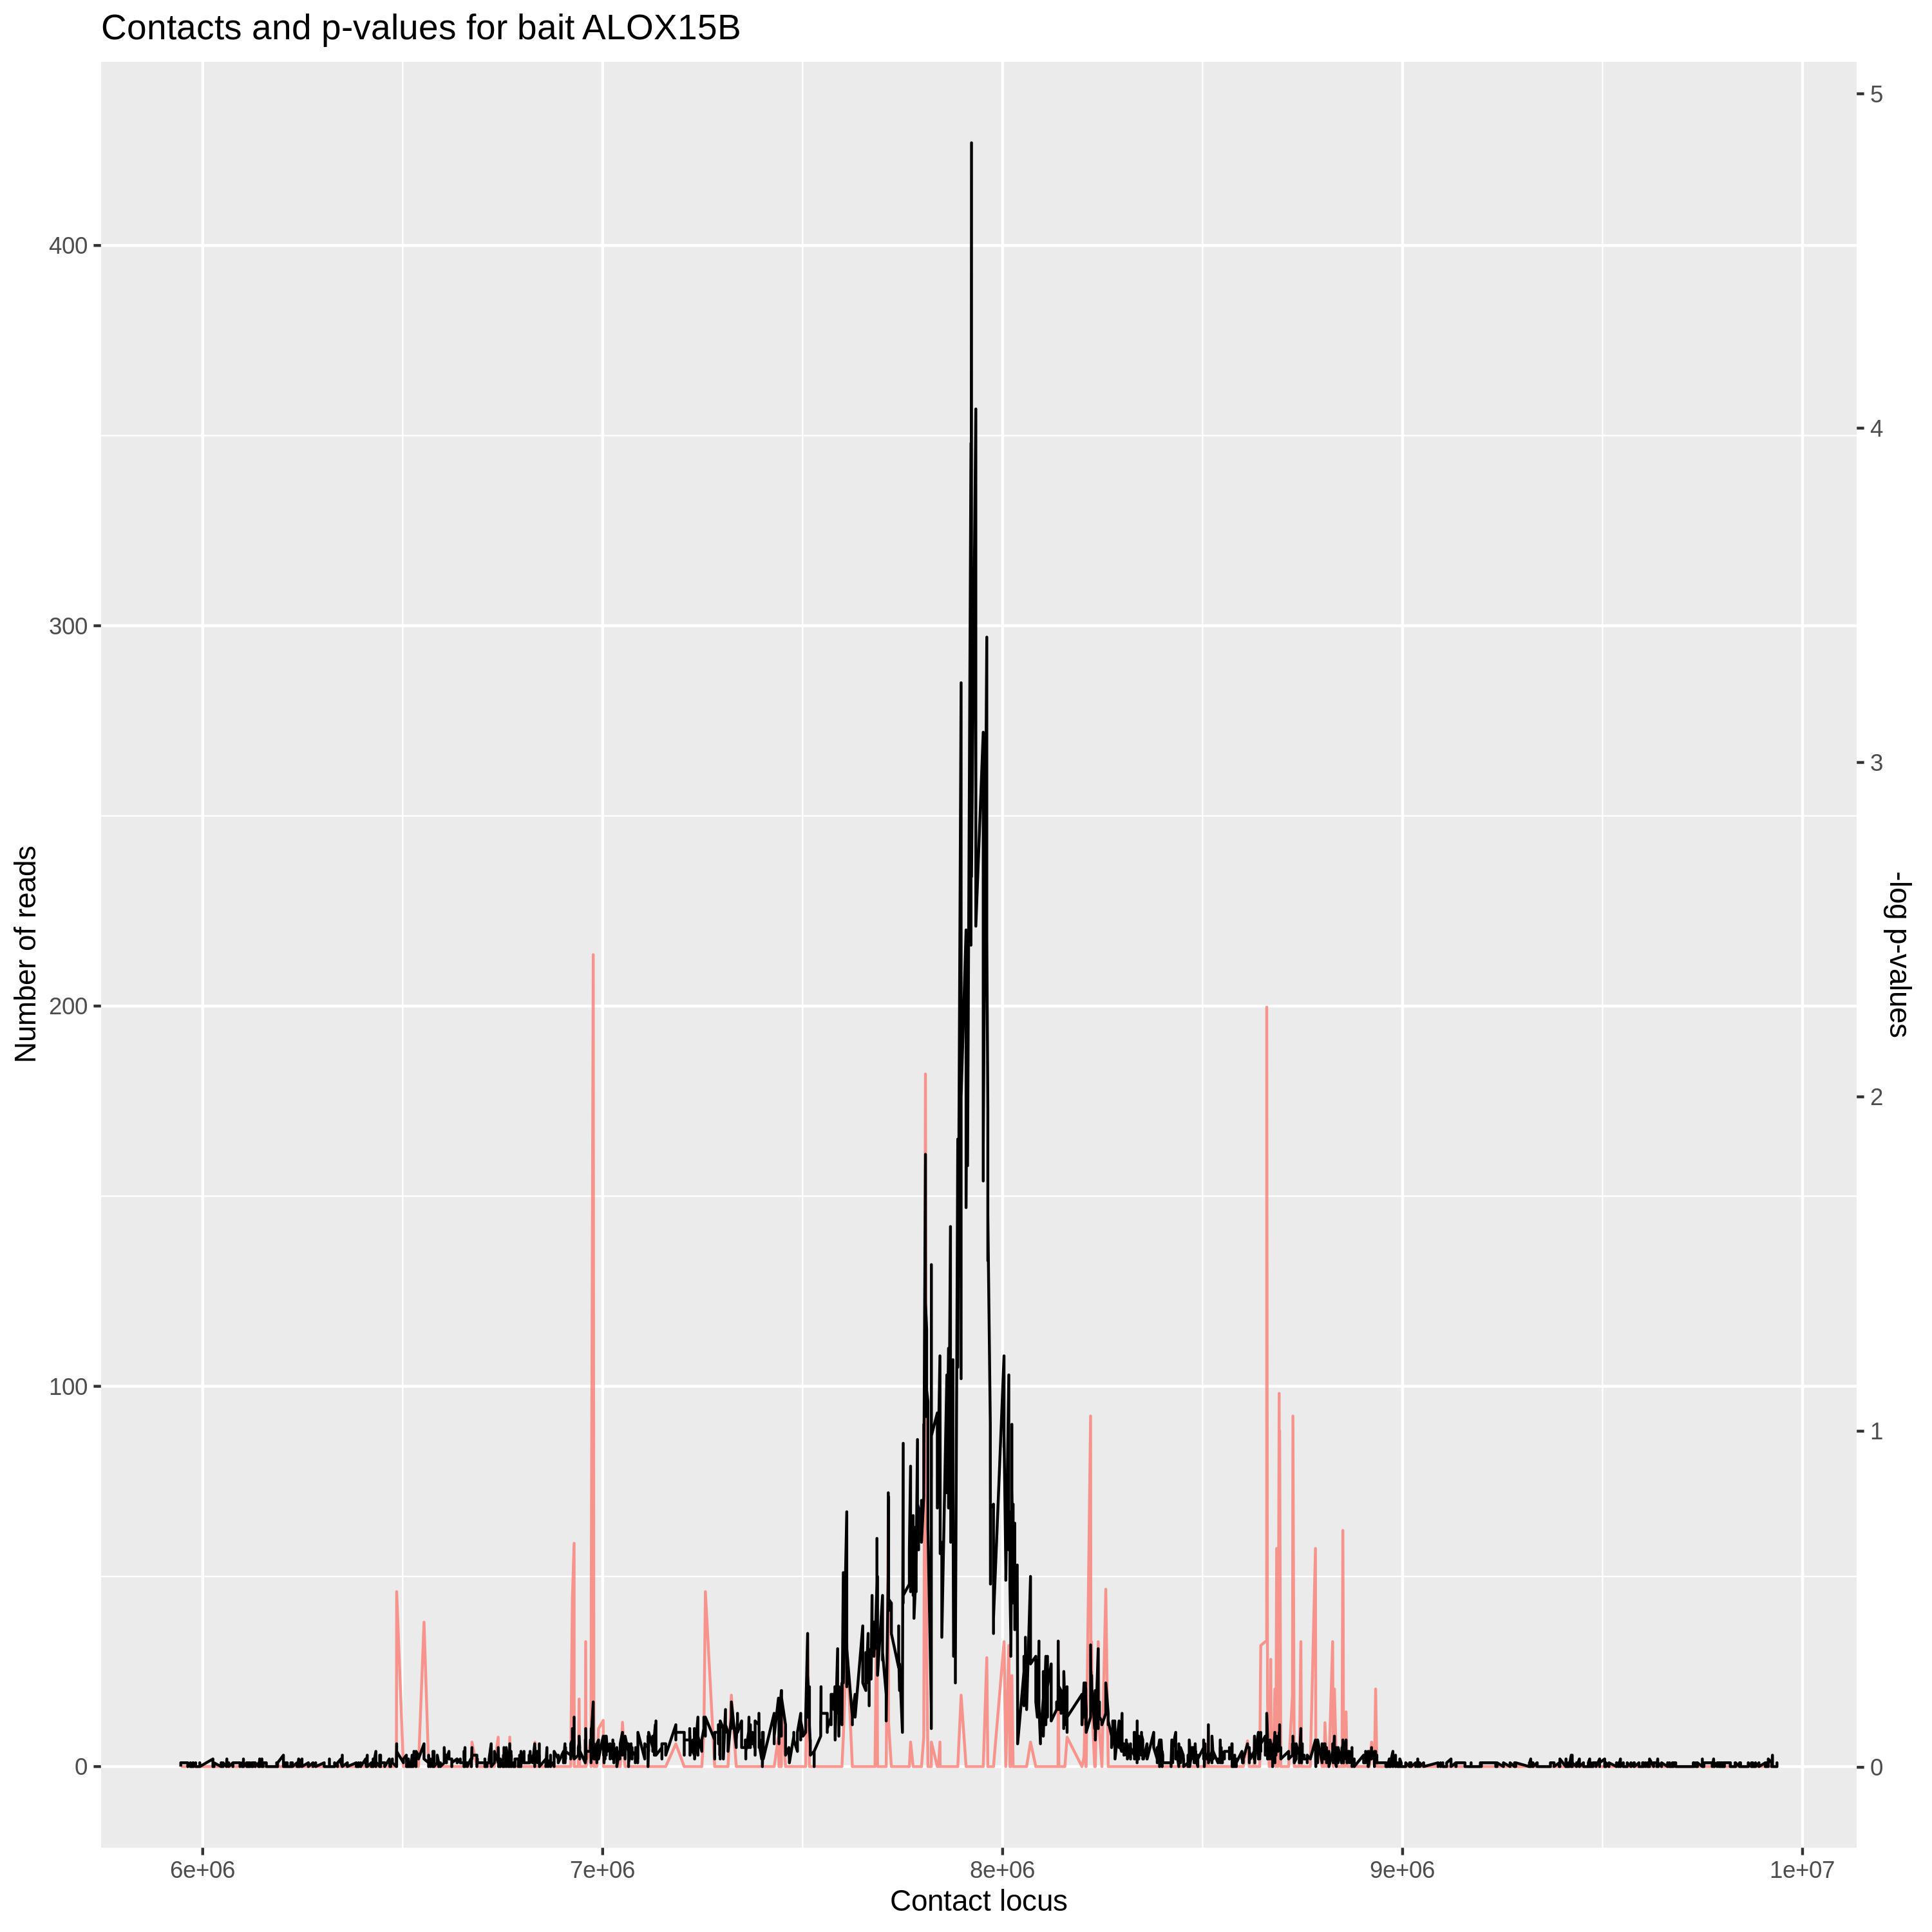 Contacts and p-values for bait ALOX15B
Number of reads
400
300
200
100
0
5
4
3
2
1
0
-log p-values
6e+06
7e+06
8e+06
9e+06
1e+07
Contact locus